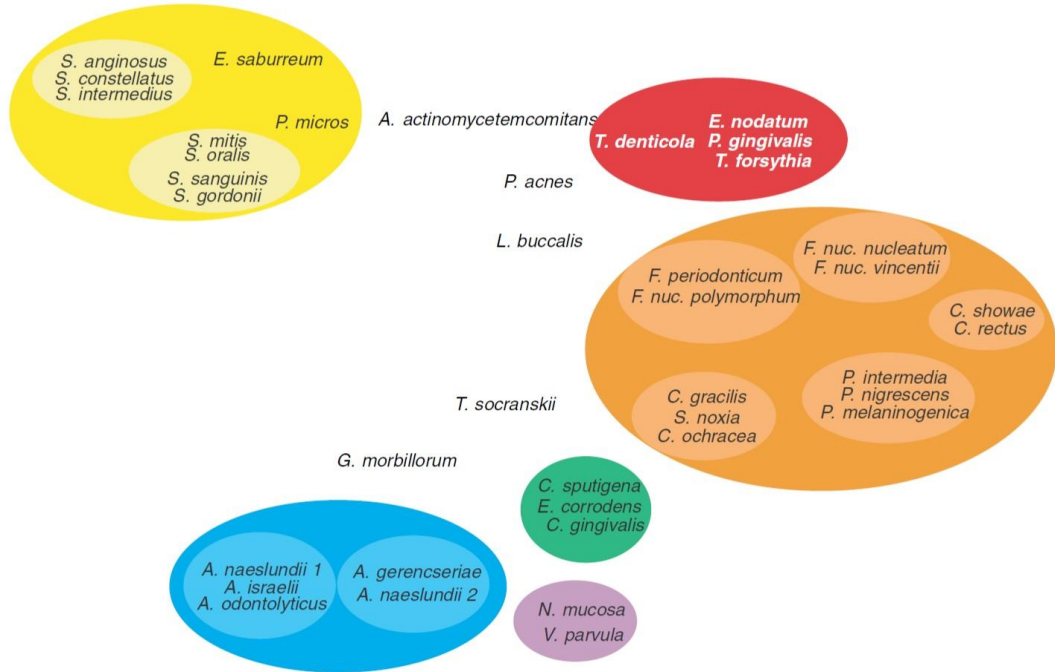 S. anginosus
S. constellatus
S. intermedius
E. saburreum
P. micros
S. mitis
S. oralis
S. sanguinis
S. gordonii
A. actinomycetemcomitans
T. denticola
E. nodatum
P. gingivalis
T. forsythia
P. acnes
L. buccalis
F. periodonticum
F. nuc. polymorphum
F. nuc. nucleatum
F. nuc. vincentii
C. showae
C. rectus
P. intermedia
P. nigrescens
P. melaninogenica
C. gracilis
S. noxia
C. ochracea
T. socranskii
G. morbillorum
C. sputigena
E. corrodens
C. gingivalis
A. naeslundii 1
A. israelii
A. odontolyticus
A. gerencseriae
A. naeslundii 2
N. mucosa
V. parvula